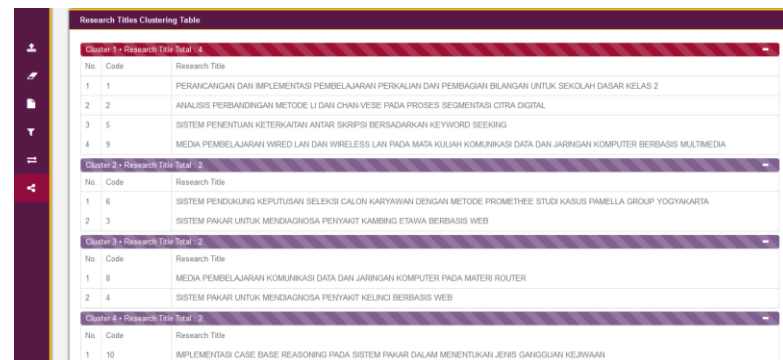 Research Titles Clustering Table
Cluster 1 • Research Title Total : 4
No. Code Research Title
1 1 PERANCANGAN DAN IMPLEMENTASI PEMBELAJARAN PERKALIAN DAN PEMBAGIAN BILANGAN UNTUK SEKOLAH DASAR KELAS 2
2 2 ANALISIS PERBANDINGAN METODE LI DAN CHAN-VESE PADA PROSES SEGMENTASI CITRA DIGITAL
3 5 SISTEM PENENTUAN KETERKAITAN ANTAR SKRIPSI BERSADARKAN KEYWORD SEEKING
4 9 MEDIA PEMBELAJARAN WIRED LAN DAN WIRELESS LAN PADA MATA KULIAH KOMUNIKASI DATA DAN JARINGAN KOMPUTER BERBASIS MULTIMEDIA
Cluster 2 • Research Title Total : 2
No. Code Research Title
1 6 SISTEM PENDUKUNG KEPUTUSAN SELEKSI CALON KARYAWAN DENGAN METODE PROMETHEE STUDI KASUS PAMELLA GROUP YOGYAKARTA
2 3 SISTEM PAKAR UNTUK MENDIAGNOSA PENYAKIT KAMBING ETAWA BERBASIS WEB
Cluster 3 • Research Title Total : 2
No. Code Research Title
1 8 MEDIA PEMBELAJARAN KOMUNIKASI DATA DAN JARINGAN KOMPUTER PADA MATERI ROUTER
2 4 SISTEM PAKAR UNTUK MENDIAGNOSA PENYAKIT KELINCI BERBASIS WEB
Cluster 4 • Research Title Total : 2
No. Code Research Title
1 10 IMPLEMENTASI CASE BASE REASONING PADA SISTEM PAKAR DALAM MENENTUKAN JENIS GANGGUAN KEJIWAAN